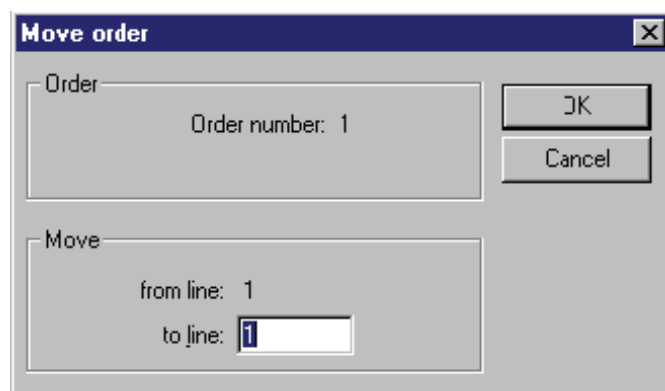 Move order
Order
Order number: 1
OK
Cancel
Move
from line: 1
to line: 1